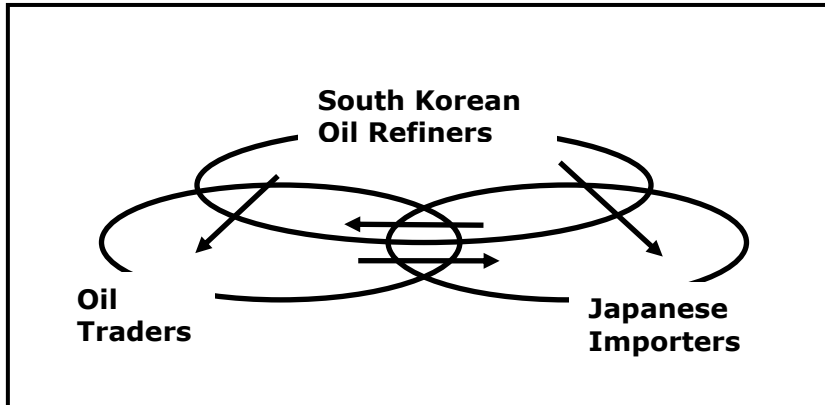 South Korean
Oil Refiners
Oil
Traders
Japanese
Importers